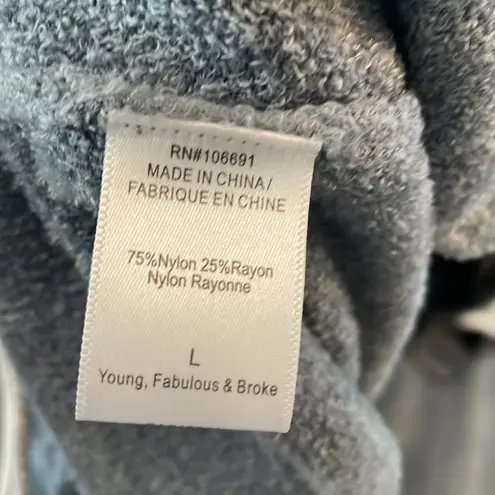 RN#106691
MADE IN CHINA/
FABRIQUE EN CHINE
75%Nylon 25%Rayon
Nylon Rayonne
L
Young, Fabulous & Broke